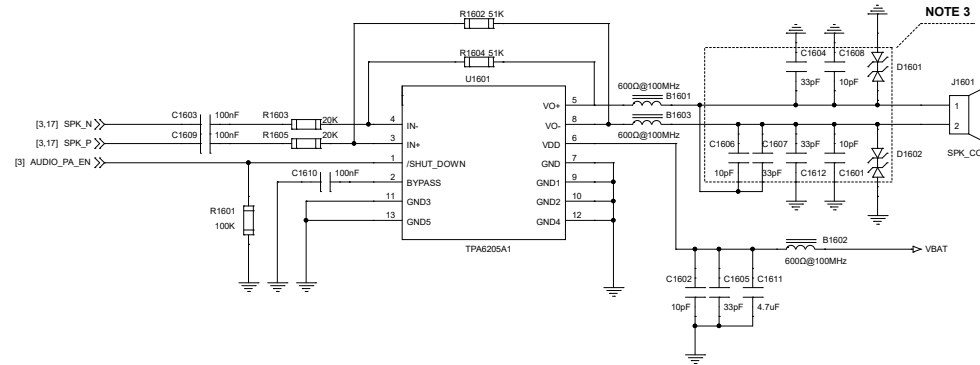 R1602 51K
NOTE 3
R1604 51K
U1601
C1604
C1608
33pF
10pF
D1601
J1601
600Ω@100MHz
B1601
1
2
SPK_CO
C1603
100nF
R1603
20K
[3,17] SPK_N
4
IN-
VO+
5
C1609
100nF
R1605
20K
[3,17] SPK_P
3
IN+
VO-
8
B1603
600Ω@100MHz
[3] AUDIO_PA_EN
1
/SHUT_DOWN
VDD
6
33pF
10pF
C1606
C1607
D1602
C1610
100nF
2
BYPASS
GND
7
10pF
33pF
C1612
C1601
GND1
9
11
GND3
GND2
10
R1601
100K
13
GND5
GND4
12
TPA6205A1
B1602
VBAT
600Ω@100MHz
C1602
C1605
C1611
10pF
33pF
4.7uF